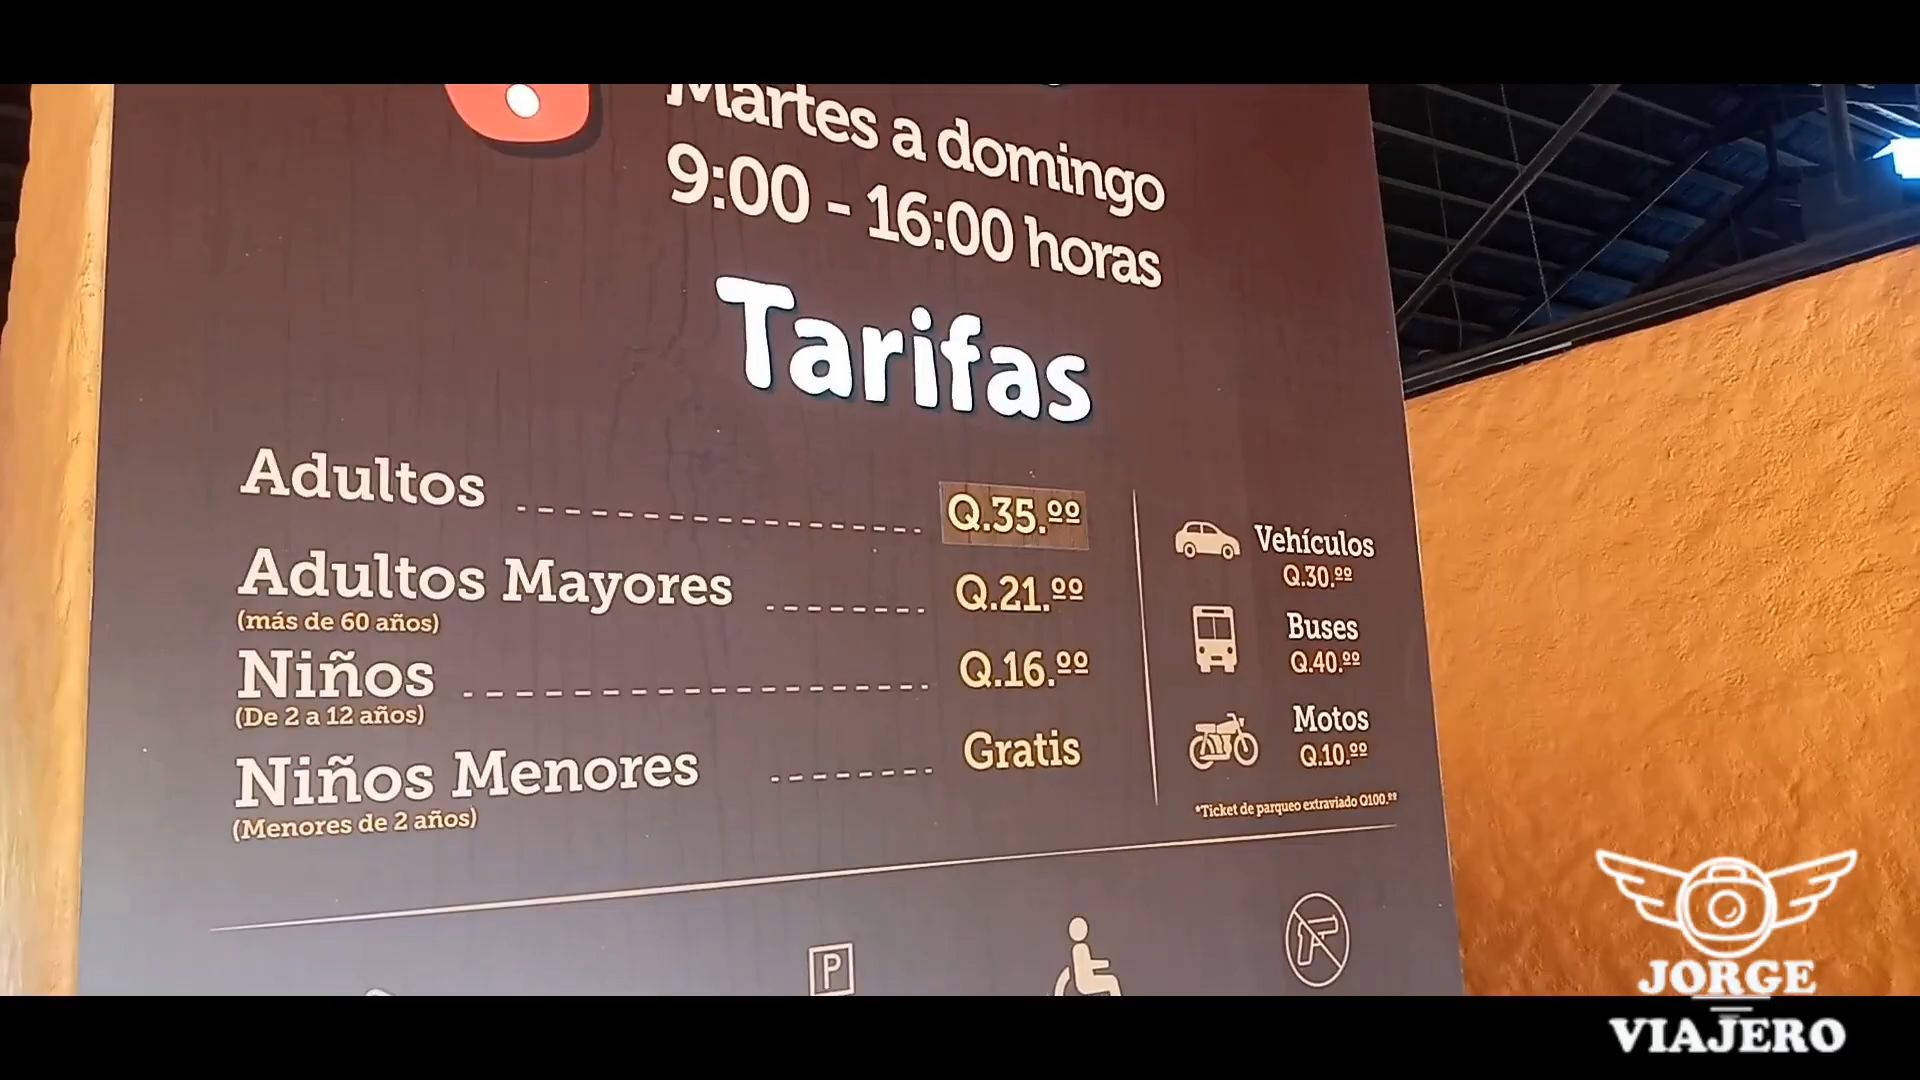 Martes a domingo
9:00 - 16:00 horas
Tarifas
Adultos Q.35.ºº
Adultos Mayores Q.21.ºº
(más de 60 años)
Niños Q.16.ºº
(De 2 a 12 años)
Niños Menores Gratis
(Menores de 2 años)
Vehículos
Q.30.ºº
Buses
Q.40.ºº
Motos
Q.10.ºº
*Ticket de parqueo extraviado Q100.ºº
P
JORGE
VIAJERO